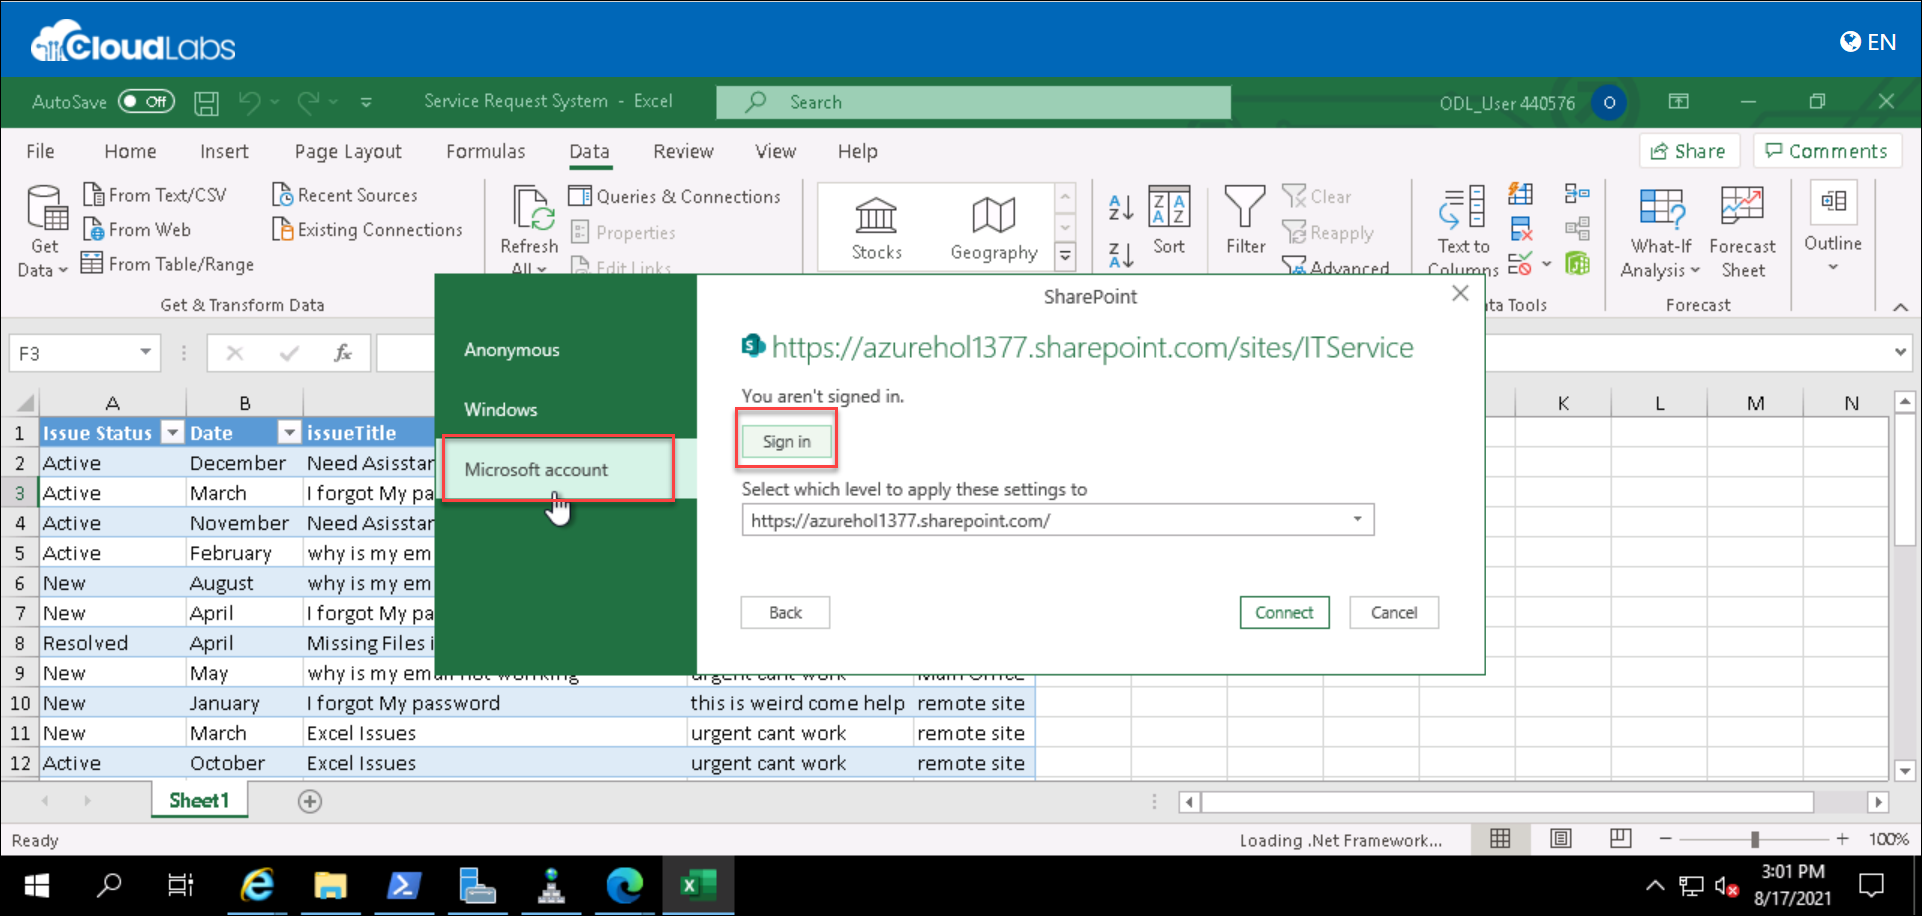 CloudLabs
EN
AutoSave Off
Service Request System - Excel
Search
ODL_User 440576
O
File Home Insert Page Layout Formulas Data Review View Help
Share
Comments
Get Data
From Text/CSV
From Web
From Table/Range
Recent Sources
Existing Connections
Get & Transform Data
Refresh All
Queries & Connections
Properties
Edit Links
Stocks
Geography
Sort
Filter
Clear
Reapply
Advanced
Text to Columns
ta Tools
What-If Analysis
Forecast Sheet
Forecast
Outline
F3
fx
SharePoint
Anonymous
Windows
Microsoft account
https://azurehol1377.sharepoint.com/sites/ITService
You aren't signed in.
Sign in
Select which level to apply these settings to
https://azurehol1377.sharepoint.com/
Back
Connect
Cancel
A B K L M N
1 Issue Status Date issueTitle
2 Active December Need Asisstan
3 Active March I forgot My pa
4 Active November Need Asisstan
5 Active February why is my em
6 New August why is my em
7 New April I forgot My pa
8 Resolved April Missing Files i
9 New May why is my email not working urgent cant work Main Office
10 New January I forgot My password this is weird come help remote site
11 New March Excel Issues urgent cant work remote site
12 Active October Excel Issues urgent cant work remote site
Sheet1
Ready
Loading .Net Framework...
100%
3:01 PM
8/17/2021